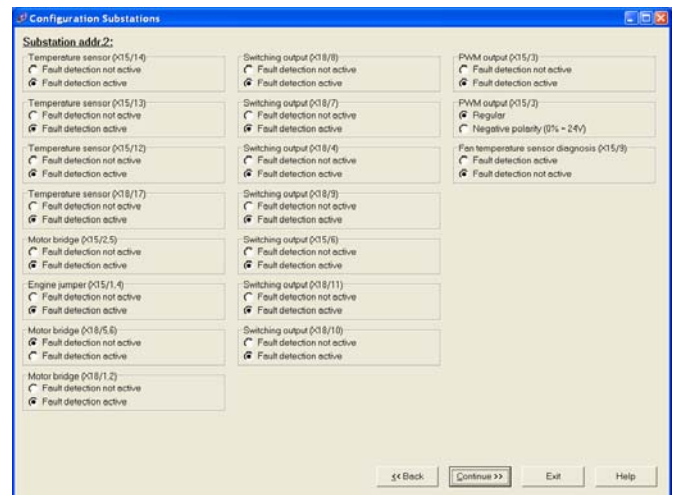 Configuration Substations
Substation addr.2:
Temperature sensor (X15/14)
Fault detection not active
Fault detection active
Temperature sensor (X15/13)
Fault detection not active
Fault detection active
Temperature sensor (X15/12)
Fault detection not active
Fault detection active
Temperature sensor (X18/17)
Fault detection not active
Fault detection active
Motor bridge (X15/2,5)
Fault detection not active
Fault detection active
Engine jumper (X15/1,4)
Fault detection not active
Fault detection active
Motor bridge (X18/5,6)
Fault detection not active
Fault detection active
Motor bridge (X18/1,2)
Fault detection not active
Fault detection active
Switching output (X18/8)
Fault detection not active
Fault detection active
Switching output (X18/7)
Fault detection not active
Fault detection active
Switching output (X18/4)
Fault detection not active
Fault detection active
Switching output (X18/9)
Fault detection not active
Fault detection active
Switching output (X15/6)
Fault detection not active
Fault detection active
Switching output (X18/11)
Fault detection not active
Fault detection active
Switching output (X18/10)
Fault detection not active
Fault detection active
PWM output (X15/3)
Fault detection not active
Fault detection active
PWM output (X15/3)
Regular
Negative polarity (0% = 24V)
Fan temperature sensor diagnosis (X15/9)
Fault detection active
Fault detection not active
<< Back
Continue >>
Exit
Help